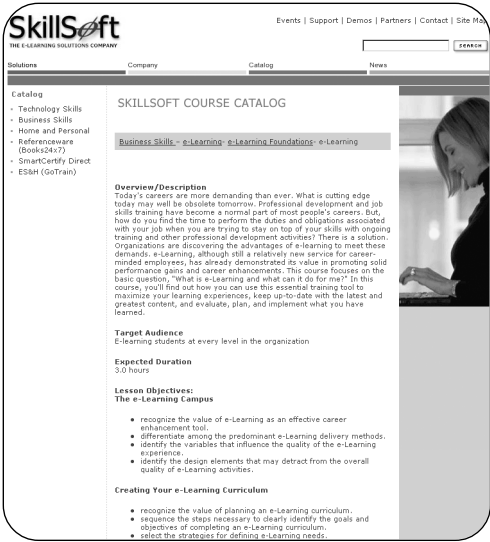 SkillSoft
THE E-LEARNING SOLUTIONS COMPANY
Events | Support | Demos | Partners | Contact | Site Map
SEARCH
Solutions
Company
Catalog
News
Catalog
Technology Skills
Business Skills
Home and Personal
Referenceware
(Books24x7)
SmartCertify Direct
ES&H (GoTrain)
SKILLSOFT COURSE CATALOG
Business Skills - e-Learning- e-Learning Foundations- e-Learning
Overview/Description
Today's careers are more demanding than ever. What is cutting edge
today may well be obsolete tomorrow. Professional development and job
skills training have become a normal part of most people's careers. But,
how do you find the time to perform the duties and obligations associated
with your job when you are trying to stay on top of your skills with ongoing
training and other professional development activities? There is a solution.
Organizations are discovering the advantages of e-learning to meet these
demands. e-Learning, although still a relatively new service for career-
minded employees, has already demonstrated its value in promoting solid
performance gains and career enhancements. This course focuses on the
basic question, "What is e-Learning and what can it do for me?" In this
course, you'll find out how you can use this essential training tool to
maximize your learning experiences, keep up-to-date with the latest and
greatest content, and evaluate, plan, and implement what you have
learned.
Target Audience
E-learning students at every level in the organization
Expected Duration
3.0 hours
Lesson Objectives:
The e-Learning Campus
• recognize the value of e-Learning as an effective career
enhancement tool.
• differentiate among the predominant e-Learning delivery methods.
• identify the variables that influence the quality of the e-Learning
experience.
• identify the design elements that may detract from the overall
quality of e-Learning activities.
Creating Your e-Learning Curriculum
• recognize the value of planning an e-Learning curriculum.
• sequence the steps necessary to clearly identify the goals and
objectives of completing an e-Learning curriculum.
• select the strategies for defining e-Learning needs.